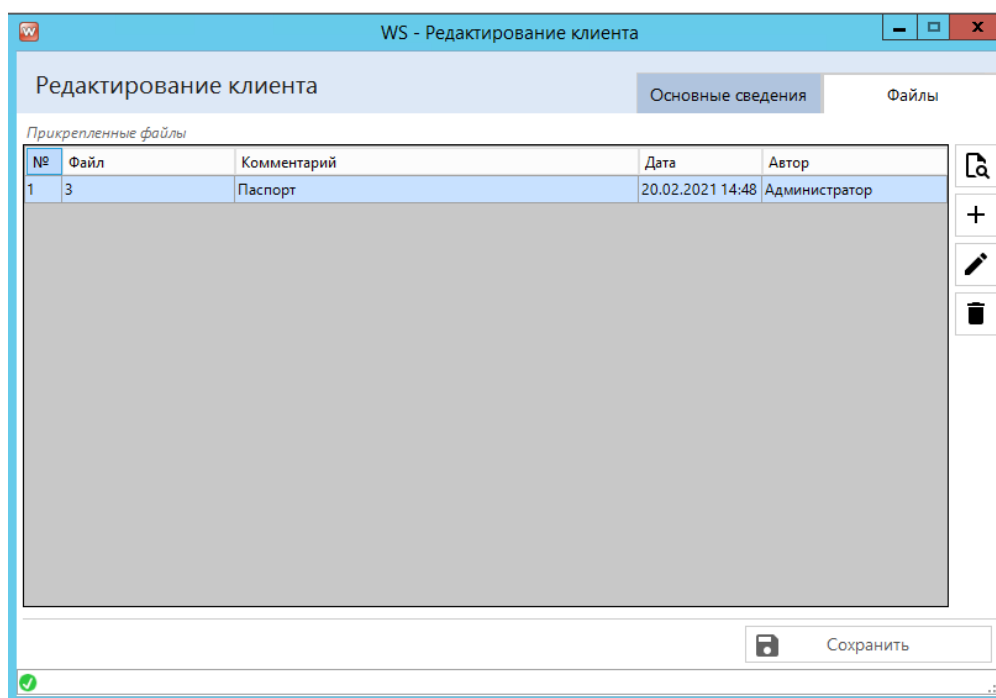 WS - Редактирование клиента
Редактирование клиента
Основные сведения
Файлы
Прикрепленные файлы
№ Файл Комментарий Дата Автор
1 3 Паспорт 20.02.2021 14:48 Администратор
Сохранить